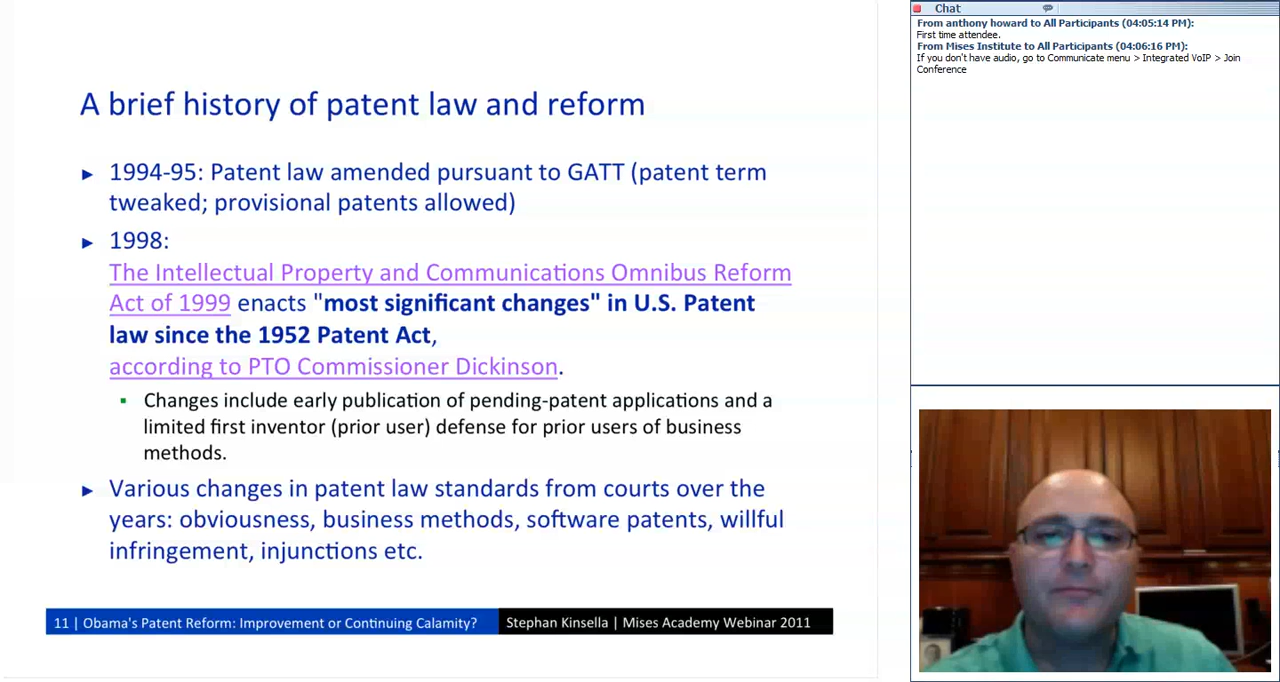 A brief history of patent law and reform
► 1994-95: Patent law amended pursuant to GATT (patent term
tweaked; provisional patents allowed)
► 1998:
The Intellectual Property and Communications Omnibus Reform
Act of 1999 enacts "most significant changes" in U.S. Patent
law since the 1952 Patent Act,
according to PTO Commissioner Dickinson.
▪ Changes include early publication of pending-patent applications and a
limited first inventor (prior user) defense for prior users of business
methods.
► Various changes in patent law standards from courts over the
years: obviousness, business methods, software patents, willful
infringement, injunctions etc.
11 | Obama's Patent Reform: Improvement or Continuing Calamity?
Stephan Kinsella | Mises Academy Webinar 2011
Chat
From anthony howard to All Participants (04:05:14 PM):
First time attendee.
From Mises Institute to All Participants (04:06:16 PM):
If you don't have audio, go to Communicate menu > Integrated VoIP > Join
Conference